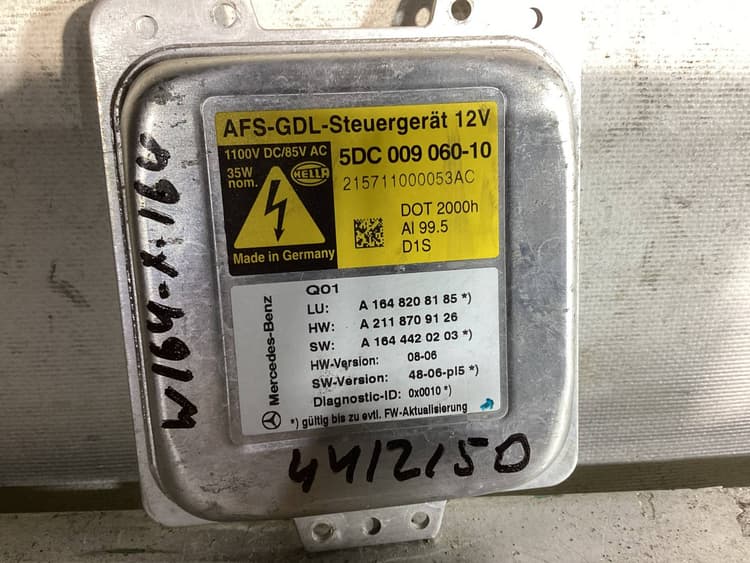 AFS-GDL-Steuergerät 12V
1100V DC/85V AC
35W
nom.
HELLA
Made in Germany
5DC 009 060-10
215711000053AC
DOT 2000h
AI 99.5
D1S
Mercedes-Benz
Q01
LU: A 164 820 81 85 *)
HW: A 211 870 91 26
SW: A 164 442 02 03 *)
HW-Version: 08-06
SW-Version: 48-06-pl5 *)
Diagnostic-ID: 0x0010 *)
*) gültig bis zu evtl. FW-Aktualisierung
W164-X-164
4412150